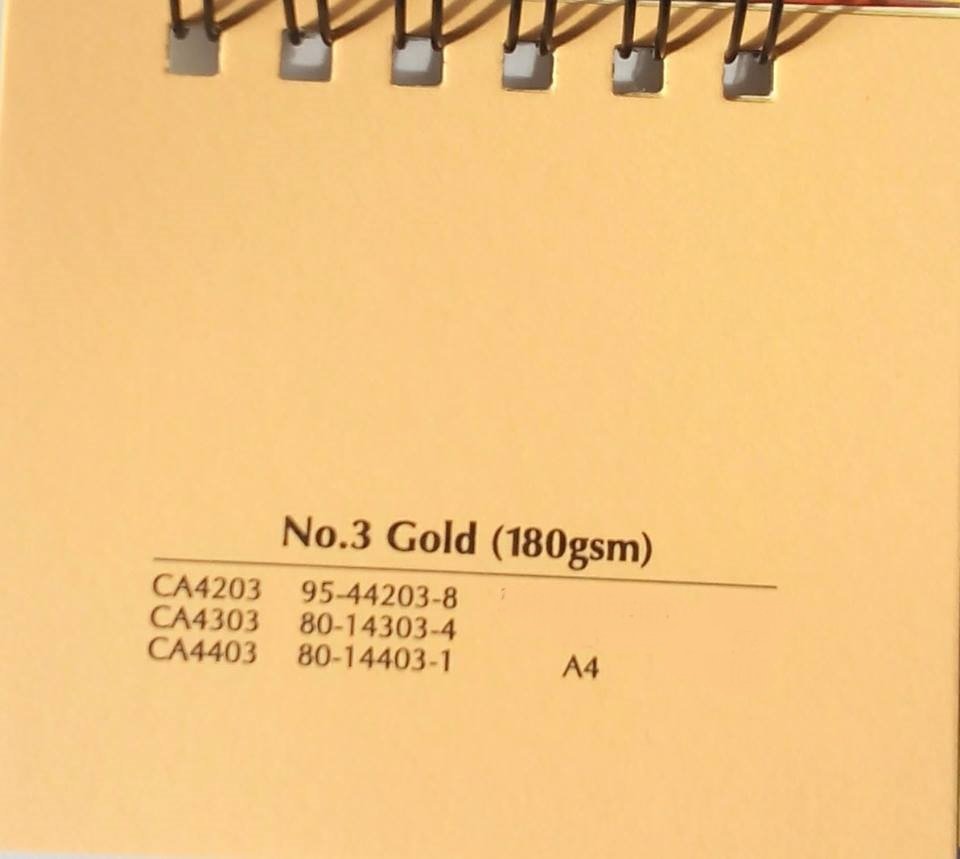 No.3 Gold (180gsm)
CA4203 95-44203-8
CA4303 80-14303-4
CA4403 80-14403-1 A4